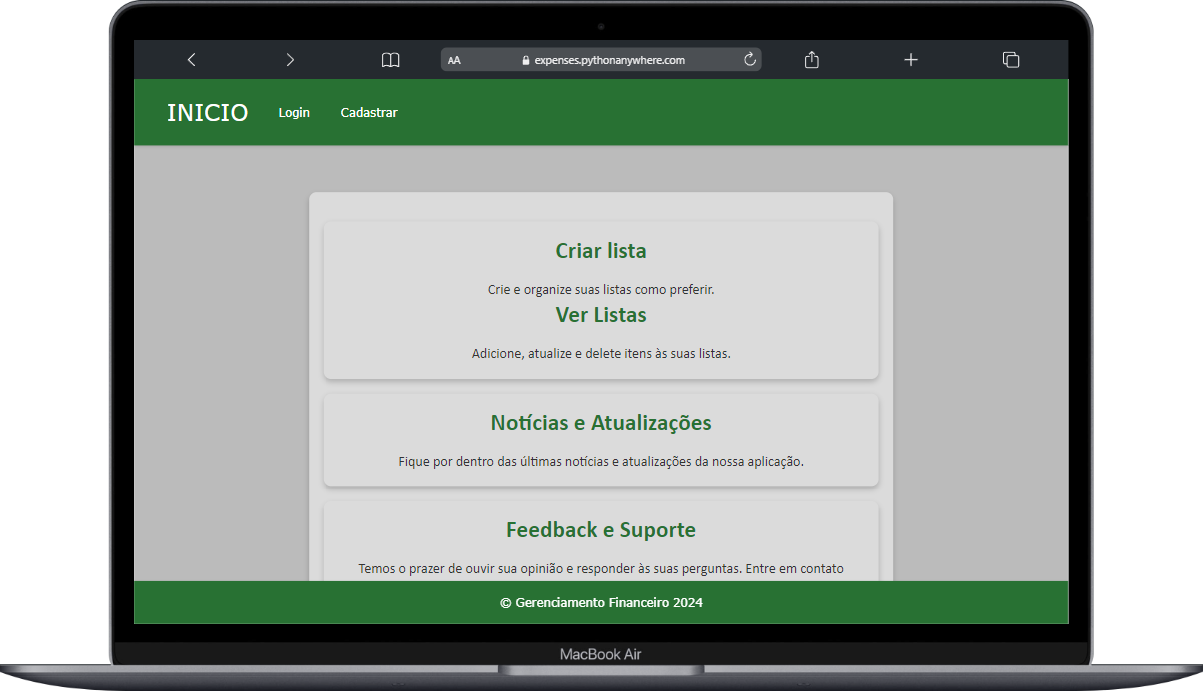 AA expenses.pythonanywhere.com
INICIO Login Cadastrar
Criar lista
Crie e organize suas listas como preferir.
Ver Listas
Adicione, atualize e delete itens às suas listas.
Notícias e Atualizações
Fique por dentro das últimas notícias e atualizações da nossa aplicação.
Feedback e Suporte
Temos o prazer de ouvir sua opinião e responder às suas perguntas. Entre em contato
© Gerenciamento Financeiro 2024
MacBook Air